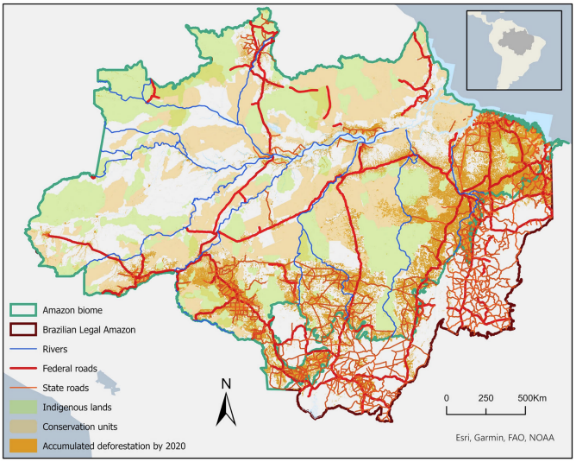 Amazon biome
Brazilian Legal Amazon
Rivers
Federal roads
State roads
Indigenous lands
Conservation units
Accumulated deforestation by 2020
N
0 250 500Km
Esri, Garmin, FAO, NOAA